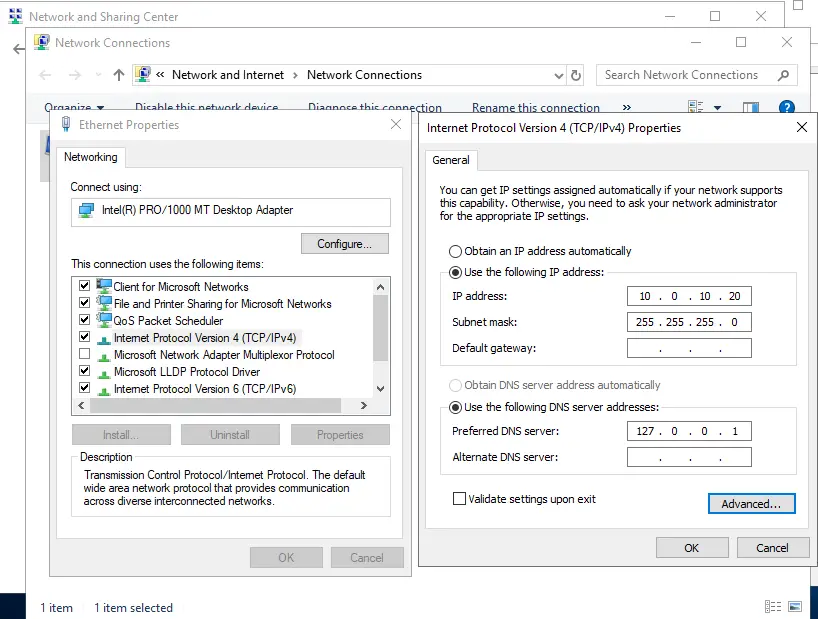 Network and Sharing Center
Network Connections
« Network and Internet › Network Connections
Search Network Connections
Organize Disable this network device Diagnose this connection Rename this connection »
Ethernet Properties
Networking
Connect using:
Intel(R) PRO/1000 MT Desktop Adapter
Configure...
This connection uses the following items:
Client for Microsoft Networks
File and Printer Sharing for Microsoft Networks
QoS Packet Scheduler
Internet Protocol Version 4 (TCP/IPv4)
Microsoft Network Adapter Multiplexor Protocol
Microsoft LLDP Protocol Driver
Internet Protocol Version 6 (TCP/IPv6)
Install... Uninstall Properties
Description
Transmission Control Protocol/Internet Protocol. The default
wide area network protocol that provides communication
across diverse interconnected networks.
OK Cancel
Internet Protocol Version 4 (TCP/IPv4) Properties
General
You can get IP settings assigned automatically if your network supports
this capability. Otherwise, you need to ask your network administrator
for the appropriate IP settings.
Obtain an IP address automatically
Use the following IP address:
IP address: 10 . 0 . 10 . 20
Subnet mask: 255 . 255 . 255 . 0
Default gateway: . . .
Obtain DNS server address automatically
Use the following DNS server addresses:
Preferred DNS server: 127 . 0 . 0 . 1
Alternate DNS server: . . .
Validate settings upon exit
Advanced...
OK Cancel
1 item 1 item selected